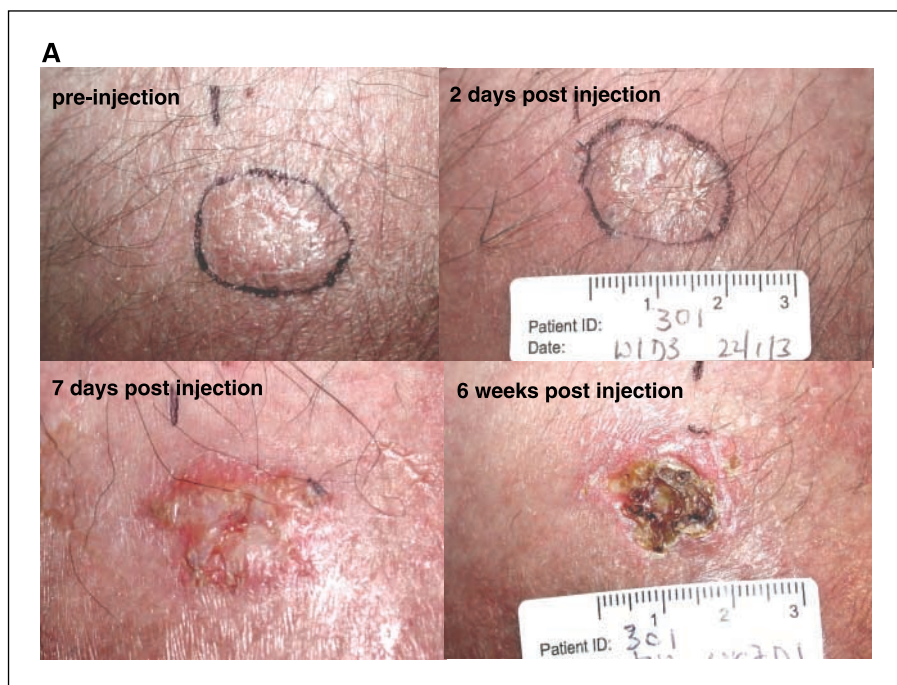 A
pre-injection
2 days post injection
1 2 3
Patient ID: 301
Date: W1D3 22/1/3
7 days post injection
6 weeks post injection
1 2 3
Patient ID: 301